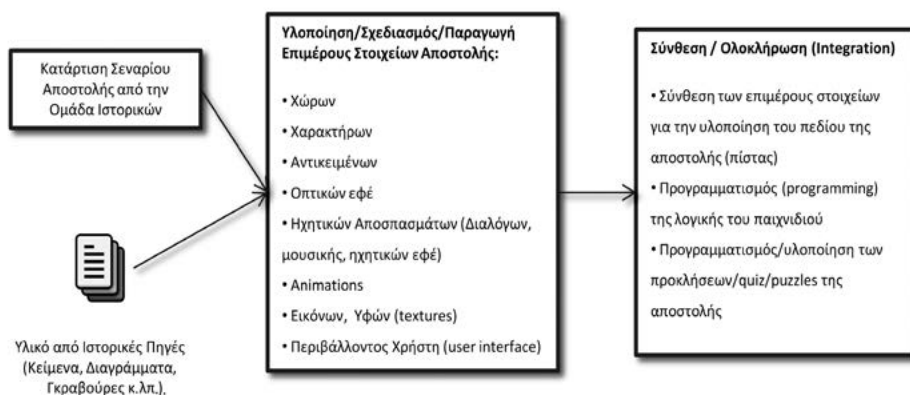 Κατάρτιση Σεναρίου
Αποστολής από την
Ομάδα Ιστορικών
Υλικό από Ιστορικές Πηγές
(Κείμενα, Διαγράμματα,
Γκραβούρες κ.λπ.),
Υλοποίηση/Σχεδιασμός/Παραγωγή
Επιμέρους Στοιχείων Αποστολής:
• Χώρων
• Χαρακτήρων
• Αντικειμένων
• Οπτικών εφέ
• Ηχητικών Αποσπασμάτων (Διαλόγων,
μουσικής, ηχητικών εφέ)
• Animations
• Εικόνων, Υφών (textures)
• Περιβάλλοντος Χρήστη (user interface)
Σύνθεση / Ολοκλήρωση (Integration)
• Σύνθεση των επιμέρους στοιχείων
για την υλοποίηση του πεδίου της
αποστολής (πίστας)
• Προγραμματισμός (programming)
της λογικής του παιχνιδιού
• Προγραμματισμός/υλοποίηση των
προκλήσεων/quiz/puzzles της
αποστολής